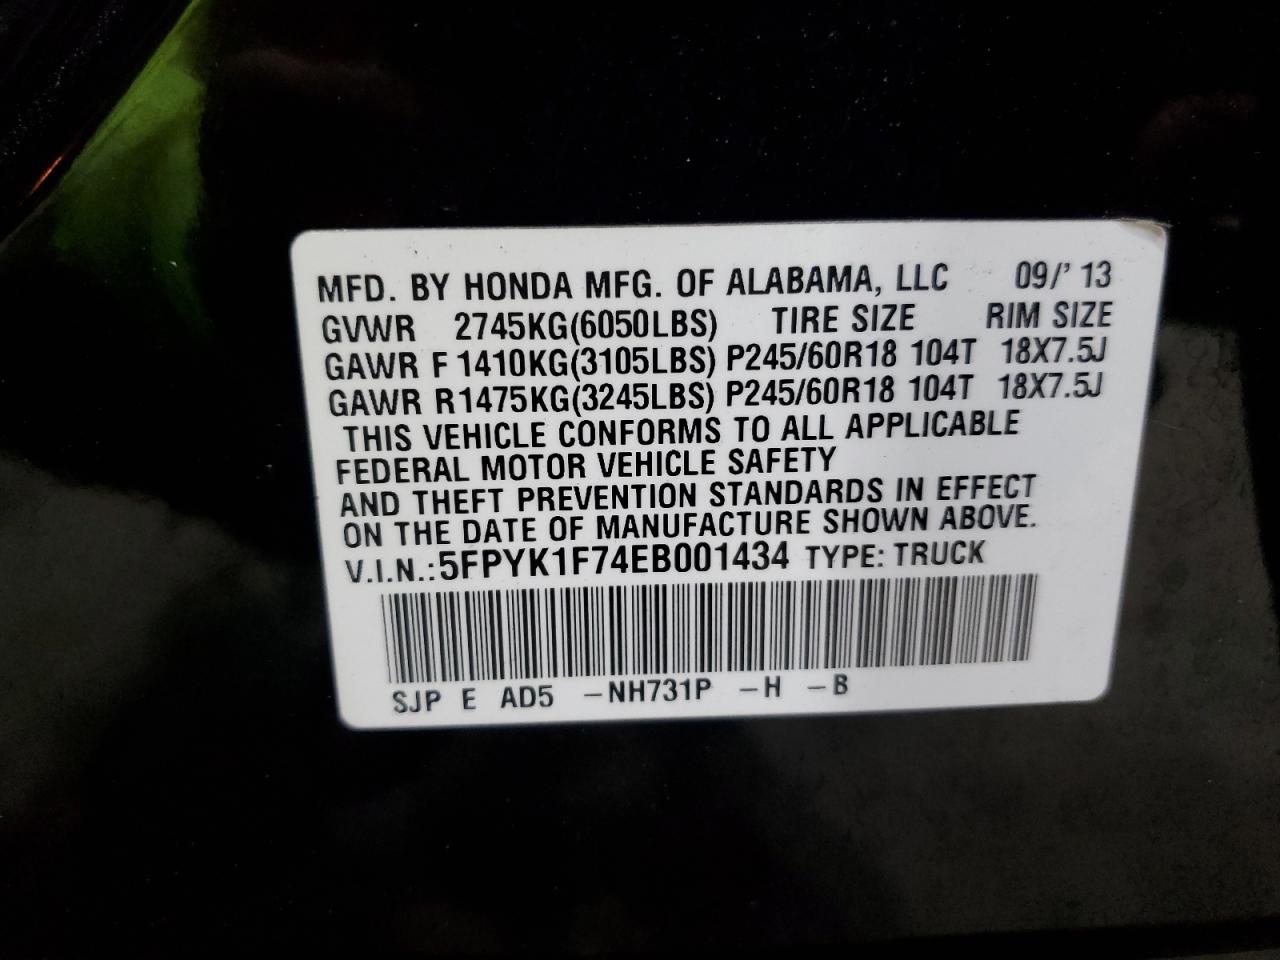 MFD. BY HONDA MFG. OF ALABAMA, LLC 09/'13
GVWR 2745KG(6050LBS) TIRE SIZE RIM SIZE
GAWR F 1410KG(3105LBS) P245/60R18 104T 18X7.5J
GAWR R1475KG(3245LBS) P245/60R18 104T 18X7.5J
THIS VEHICLE CONFORMS TO ALL APPLICABLE
FEDERAL MOTOR VEHICLE SAFETY
AND THEFT PREVENTION STANDARDS IN EFFECT
ON THE DATE OF MANUFACTURE SHOWN ABOVE.
V.I.N.:5FPYK1F74EB001434 TYPE: TRUCK
SJP E AD5 -NH731P -H -B